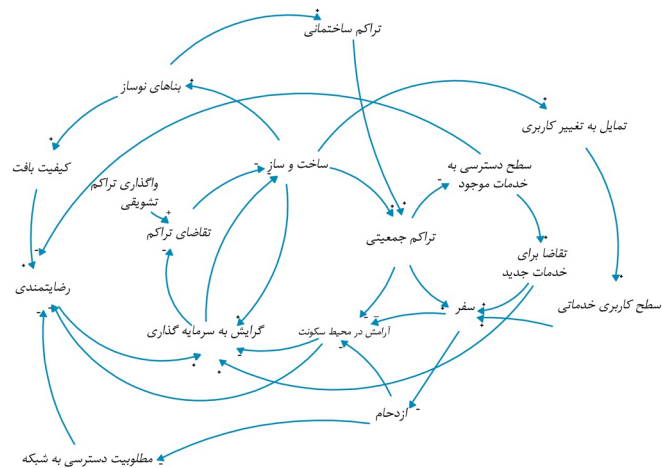 تراکم ساختمانی
بناهای نوساز
تمایل به تغییر کاربری
ساخت و ساز
سطح دسترسی به
خدمات موجود
کیفیت بافت
واگذاری تراکم
تشویقی
تقاضای تراکم
تراکم جمعیتی
تقاضا برای
خدمات جدید
رضایتمندی
سطح کاربری خدماتی
سفر
گرایش به سرمایه گذاری
آرامش در محیط سکونت
ازدحام
مطلوبیت دسترسی به شبکه